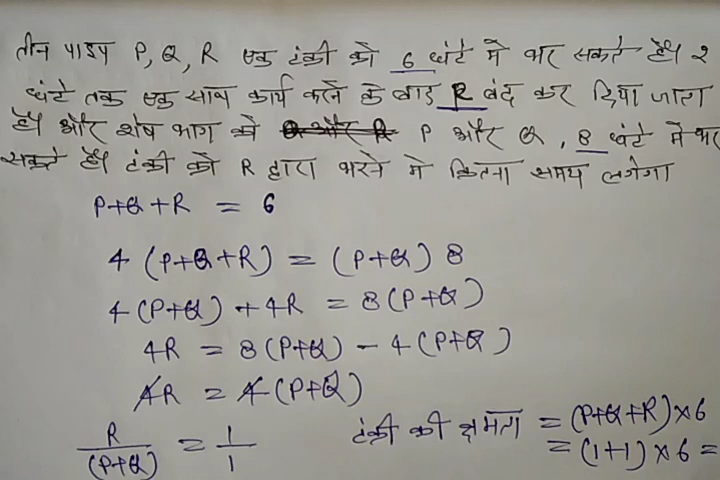 तीन पाइप P, Q, R एक टंकी को 6 घंटे मे भर सकते हैं। 2
घंटे तक एक साथ कार्य करने के बाद R बंद कर दिया जाता
है। और शेष भाग को P और Q, 8 घंटे मे भर
सकते हैं। टंकी को R द्वारा भरने मे कितना समय लगेगा
P+Q+R = 6
4 (P+Q+R) = (P+Q) 8
4 (P+Q) + 4R = 8 (P+Q)
4R = 8 (P+Q) - 4 (P+Q)
4R = 4 (P+Q)
R/(P+Q) = 1/1
टंकी की क्षमता = (P+Q+R)×6
= (1+1)×6 =